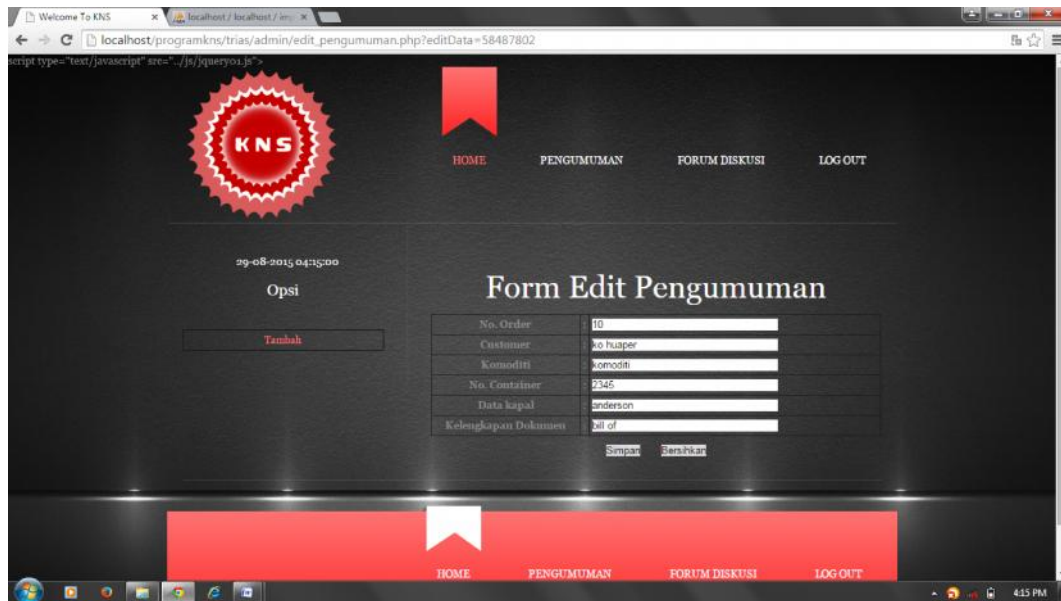 Welcome To KNS
localhost / localhost /
localhost/programkns/trias/admin/edit_pengumuman.php?editData=58487802
script type="text/javascript" src="../js/jquery01.js">
KNS
HOME PENGUMUMAN FORUM DISKUSI LOG OUT
29-08-2015 04:15:00
Opsi
Tambah
Form Edit Pengumuman
No. Order : 10
Customer : ko huaper
Komoditi : komoditi
No. Container : 2345
Data kapal : anderson
Kelengkapan Dokumen : bill of
Simpan Bersihkan
HOME PENGUMUMAN FORUM DISKUSI LOG OUT
4:15 PM